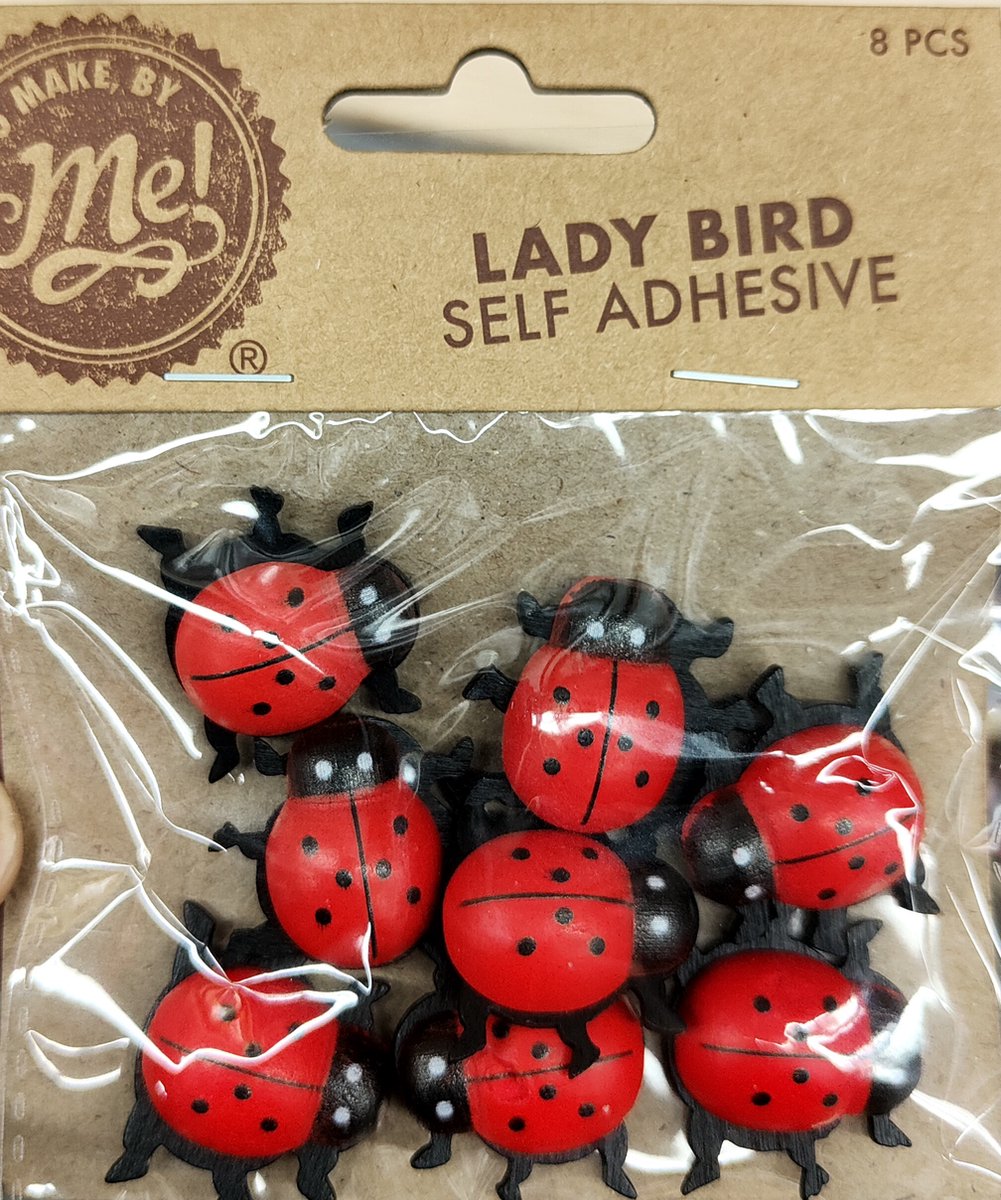 8 PCS
MAKE, BY
Me!
®
LADY BIRD
SELF ADHESIVE